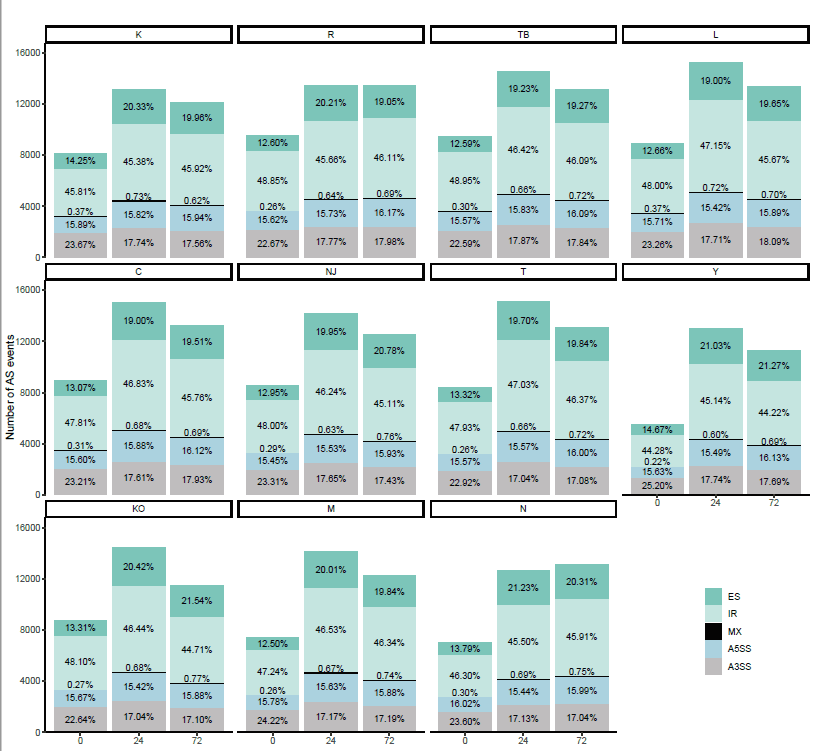 K R TB L
16000
12000
8000
4000
0
14.25% 45.81% 0.37% 15.89% 23.67%
20.33% 45.38% 0.73% 15.82% 17.74%
19.96% 45.92% 0.62% 15.94% 17.56%
12.60% 48.85% 0.26% 15.62% 22.67%
20.21% 45.66% 0.64% 15.73% 17.77%
19.05% 46.11% 0.69% 16.17% 17.98%
12.59% 48.95% 0.30% 15.57% 22.59%
19.23% 46.42% 0.66% 15.83% 17.87%
19.27% 46.09% 0.72% 16.09% 17.84%
12.66% 48.00% 0.37% 15.71% 23.26%
19.00% 47.15% 0.72% 15.42% 17.71%
19.65% 45.67% 0.70% 15.89% 18.09%
Number of AS events
C NJ T Y
16000
12000
8000
4000
0
13.07% 47.81% 0.31% 15.60% 23.21%
19.00% 46.83% 0.68% 15.88% 17.61%
19.51% 45.76% 0.69% 16.12% 17.93%
12.95% 48.00% 0.29% 15.45% 23.31%
19.95% 46.24% 0.63% 15.53% 17.65%
20.78% 45.11% 0.76% 15.93% 17.43%
13.32% 47.93% 0.26% 15.57% 22.92%
19.70% 47.03% 0.66% 15.57% 17.04%
19.84% 46.37% 0.72% 16.00% 17.08%
14.67% 44.28% 0.22% 15.63% 25.20%
21.03% 45.14% 0.60% 15.49% 17.74%
21.27% 44.22% 0.69% 16.13% 17.69%
0 24 72
KO M N
16000
12000
8000
4000
0
13.31% 48.10% 0.27% 15.67% 22.64%
20.42% 46.44% 0.68% 15.42% 17.04%
21.54% 44.71% 0.77% 15.88% 17.10%
12.50% 47.24% 0.26% 15.78% 24.22%
20.01% 46.53% 0.67% 15.63% 17.17%
19.84% 46.34% 0.74% 15.88% 17.19%
13.79% 46.30% 0.30% 16.02% 23.60%
21.23% 45.50% 0.69% 15.44% 17.13%
20.31% 45.91% 0.75% 15.99% 17.04%
0 24 72 0 24 72 0 24 72
ES
IR
MX
A5SS
A3SS